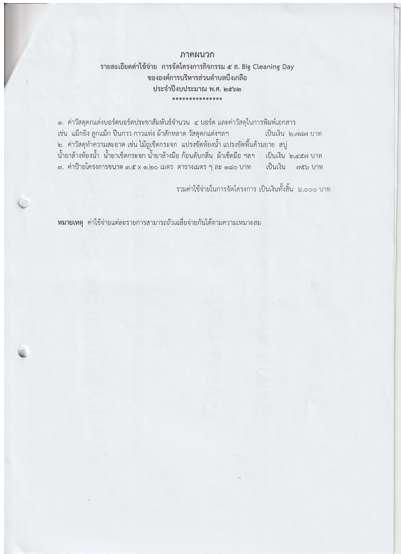 ภาคผนวก
รายละเอียดค่าใช้จ่าย การจัดโครงการกิจกรรม ๕ ส. Big Cleaning Day
ขององค์การบริหารส่วนตำบลบึงเกลือ
ประจำปีงบประมาณ พ.ศ. ๒๕๖๒
***************
๑. ค่าวัสดุตกแต่งบอร์ดบอร์ดประชาสัมพันธ์จำนวน ๔ บอร์ด และค่าวัสดุในการพิมพ์เอกสาร
เช่น แม็กยิง ลูกแม็ก ปืนกาว กาวแท่ง ผ้าสักหลาด วัสดุตกแต่งฯลฯ เป็นเงิน ๒,๗๘๗ บาท
๒. ค่าวัสดุทำความสะอาด เช่น ไม้ถูเช็ดกระจก แปรงขัดห้องน้ำ แปรงขัดพื้นด้ามยาย สบู่
น้ำยาล้างห้องน้ำ น้ำยาเช็ดกระจก น้ำยาล้างมือ ก้อนดับกลิ่น ผ้าเช็ดมือ ฯลฯ เป็นเงิน ๒,๔๕๗ บาท
๓. ค่าป้ายโครงการขนาด ๓.๕ X ๑.๒๐ เมตร ตารางเมตร ๆ ละ ๑๘๐ บาท เป็นเงิน ๗๕๖ บาท
รวมค่าใช้จ่ายในการจัดโครงการ เป็นเงินทั้งสิ้น ๖,๐๐๐ บาท
หมายเหตุ ค่าใช้จ่ายแต่ละรายการสามารถถัวเฉลี่ยจ่ายกันได้ตามความเหมาะสม